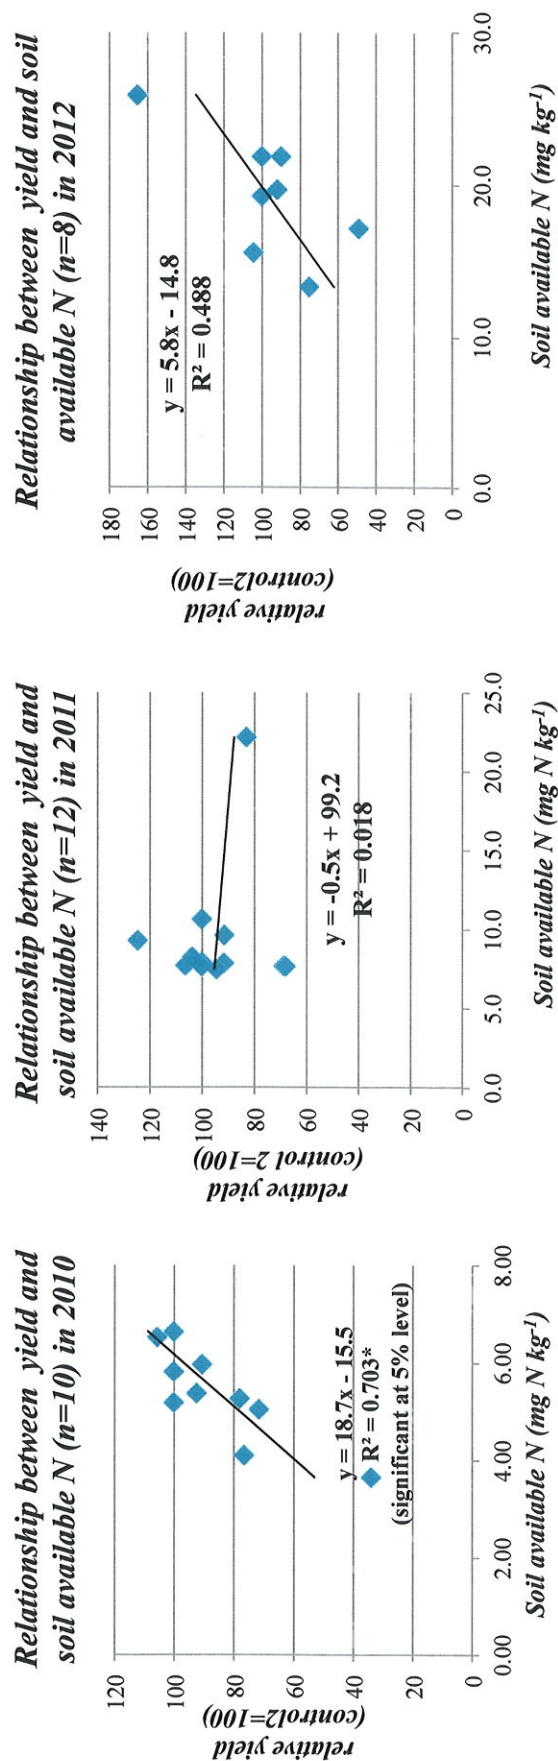 Relationship between yield and
soil available N (n=10) in 2010
120
100
80
60
40
20
0
relative yield
(control2=100)
y = 18.7x - 15.5
R² = 0.703*
(significant at 5% level)
0.00
2.00
4.00
6.00
8.00
Soil available N (mg N kg⁻¹)
Relationship between yield and
soil available N (n=12) in 2011
140
120
100
80
60
40
20
0
relative yield
(control 2=100)
y = -0.5x + 99.2
R² = 0.018
0.0
5.0
10.0
15.0
20.0
25.0
Soil available N (mg N kg⁻¹)
Relationship between yield and soil
available N (n=8) in 2012
180
160
140
120
100
80
60
40
20
0
relative yield
(control2=100)
y = 5.8x - 14.8
R² = 0.488
0.0
10.0
20.0
30.0
Soil available N (mg kg⁻¹)